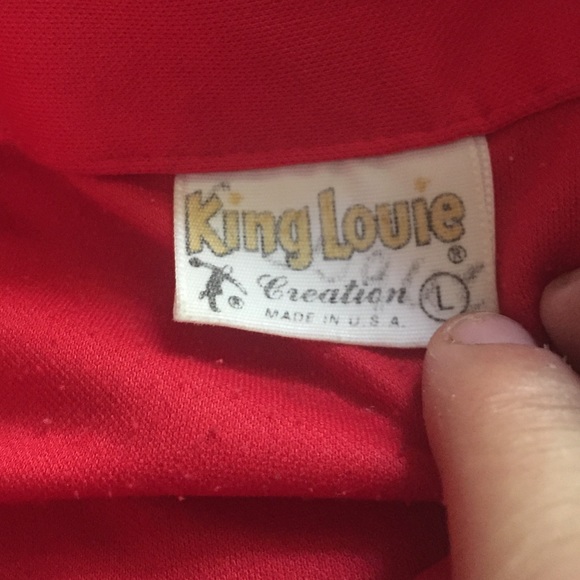 King Louie ®
® Creation L
MADE IN U.S.A.